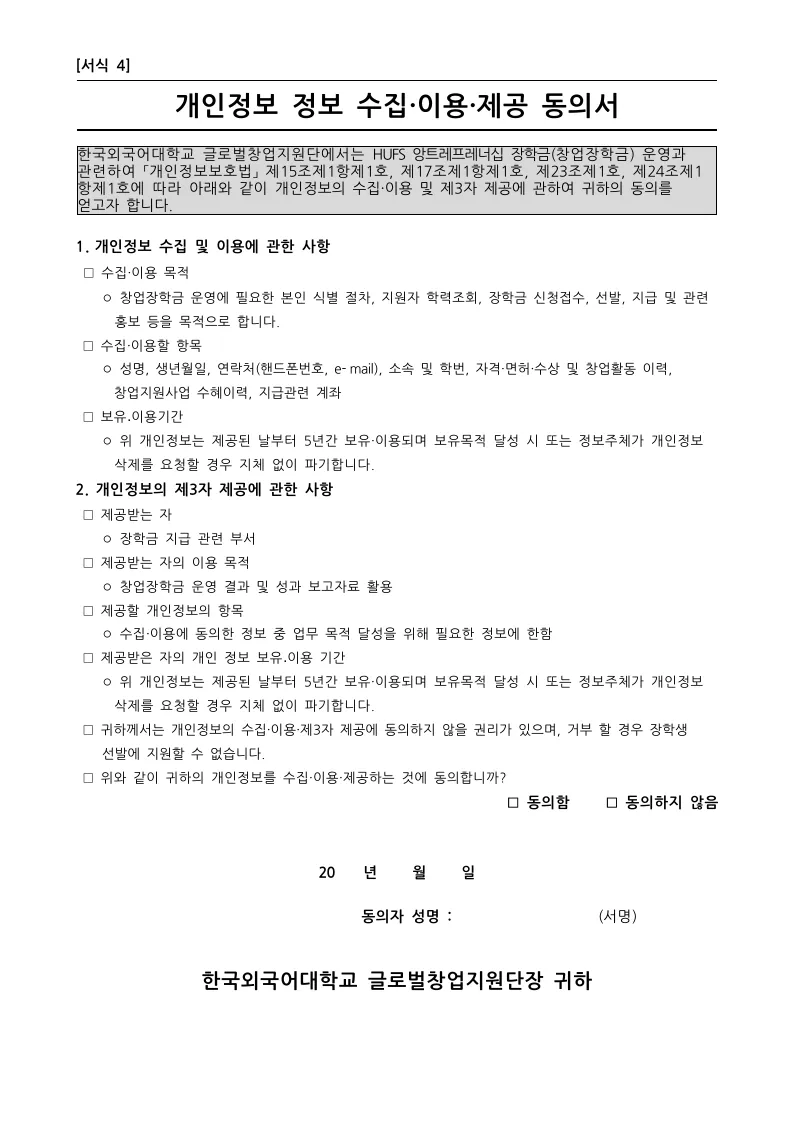 [서식 4]
개인정보 정보 수집·이용·제공 동의서
한국외국어대학교 글로벌창업지원단에서는 HUFS 앙트레프레너십 장학금(창업장학금) 운영과
관련하여 「개인정보보호법」 제15조제1항제1호, 제17조제1항제1호, 제23조제1호, 제24조제1
항제1호에 따라 아래와 같이 개인정보의 수집·이용 및 제3자 제공에 관하여 귀하의 동의를
얻고자 합니다.
1. 개인정보 수집 및 이용에 관한 사항
□ 수집·이용 목적
○ 창업장학금 운영에 필요한 본인 식별 절차, 지원자 학력조회, 장학금 신청접수, 선발, 지급 및 관련
홍보 등을 목적으로 합니다.
□ 수집·이용할 항목
○ 성명, 생년월일, 연락처(핸드폰번호, e-mail), 소속 및 학번, 자격·면허·수상 및 창업활동 이력,
창업지원사업 수혜이력, 지급관련 계좌
□ 보유.이용기간
○ 위 개인정보는 제공된 날부터 5년간 보유·이용되며 보유목적 달성 시 또는 정보주체가 개인정보
삭제를 요청할 경우 지체 없이 파기합니다.
2. 개인정보의 제3자 제공에 관한 사항
□ 제공받는 자
○ 장학금 지급 관련 부서
□ 제공받는 자의 이용 목적
○ 창업장학금 운영 결과 및 성과 보고자료 활용
□ 제공할 개인정보의 항목
○ 수집·이용에 동의한 정보 중 업무 목적 달성을 위해 필요한 정보에 한함
□ 제공받은 자의 개인 정보 보유.이용 기간
○ 위 개인정보는 제공된 날부터 5년간 보유·이용되며 보유목적 달성 시 또는 정보주체가 개인정보
삭제를 요청할 경우 지체 없이 파기합니다.
□ 귀하께서는 개인정보의 수집·이용·제3자 제공에 동의하지 않을 권리가 있으며, 거부 할 경우 장학생
선발에 지원할 수 없습니다.
□ 위와 같이 귀하의 개인정보를 수집·이용·제공하는 것에 동의합니까?
□ 동의함 □ 동의하지 않음
20 년 월 일
동의자 성명 : (서명)
한국외국어대학교 글로벌창업지원단장 귀하